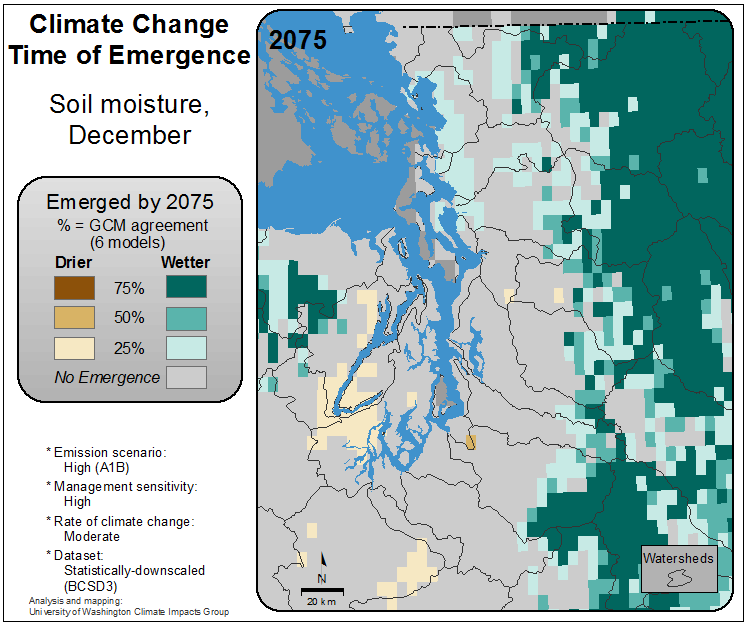 Climate Change
Time of Emergence
Soil moisture,
December
Emerged by 2075
% = GCM agreement
(6 models)
Drier Wetter
75%
50%
25%
No Emergence
* Emission scenario:
High (A1B)
* Management sensitivity:
High
* Rate of climate change:
Moderate
* Dataset:
Statistically-downscaled
(BCSD3)
Analysis and mapping:
University of Washington Climate Impacts Group
2075
N
20 km
Watersheds